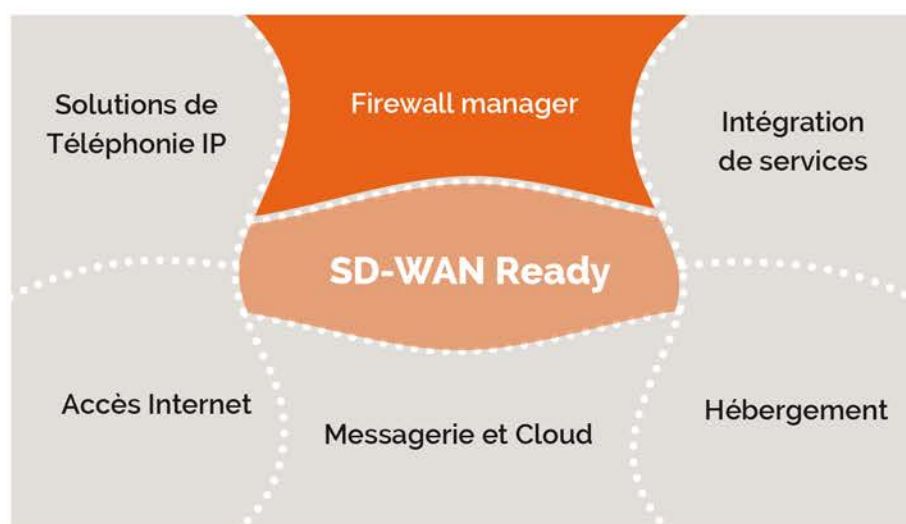 Solutions de
Téléphonie IP
Firewall manager
Intégration
de services
SD-WAN Ready
Accès Internet
Messagerie et Cloud
Hébergement